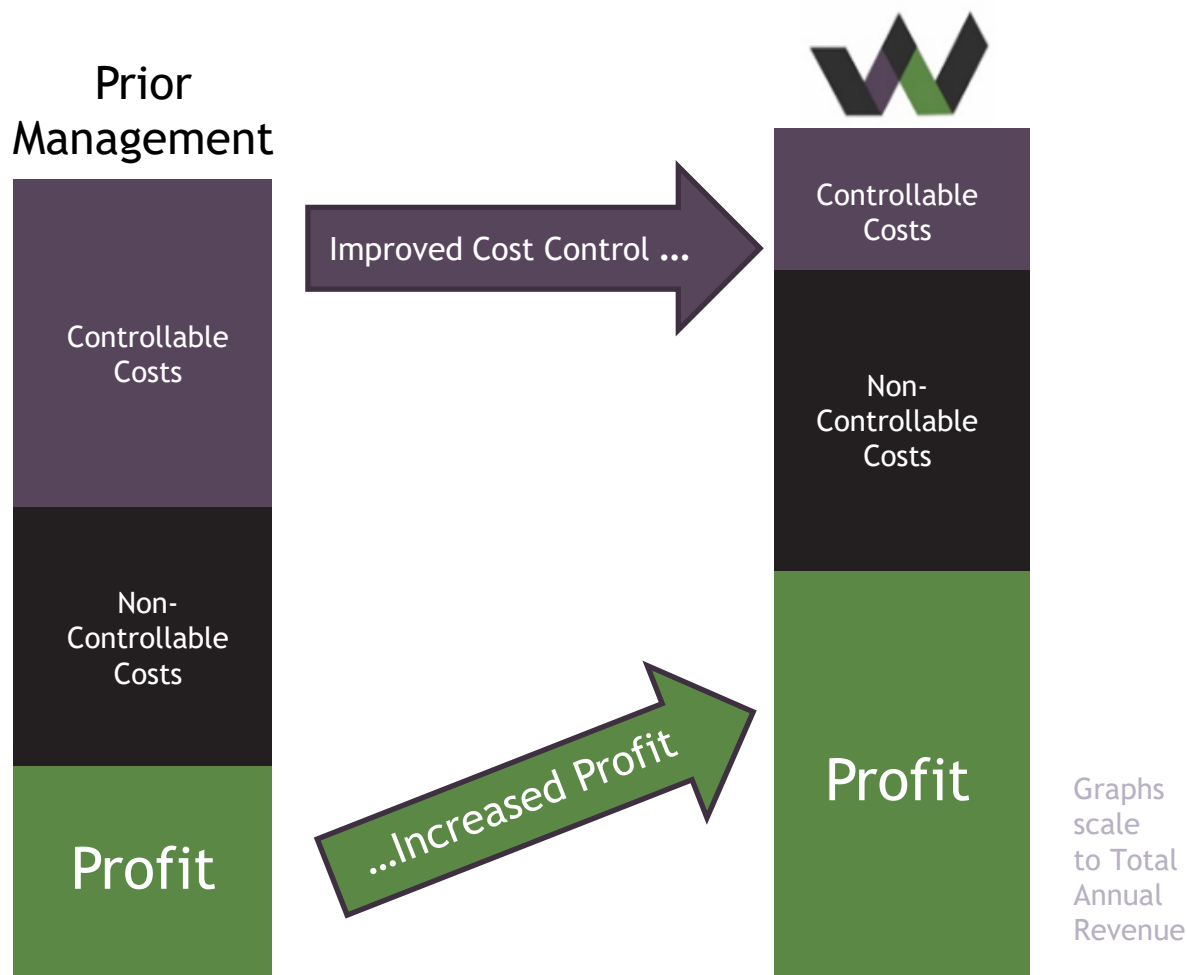 Prior
Management
Controllable
Costs
Non-
Controllable
Costs
Profit
Improved Cost Control ...
...Increased Profit
Controllable
Costs
Non-
Controllable
Costs
Profit
Graphs
scale
to Total
Annual
Revenue